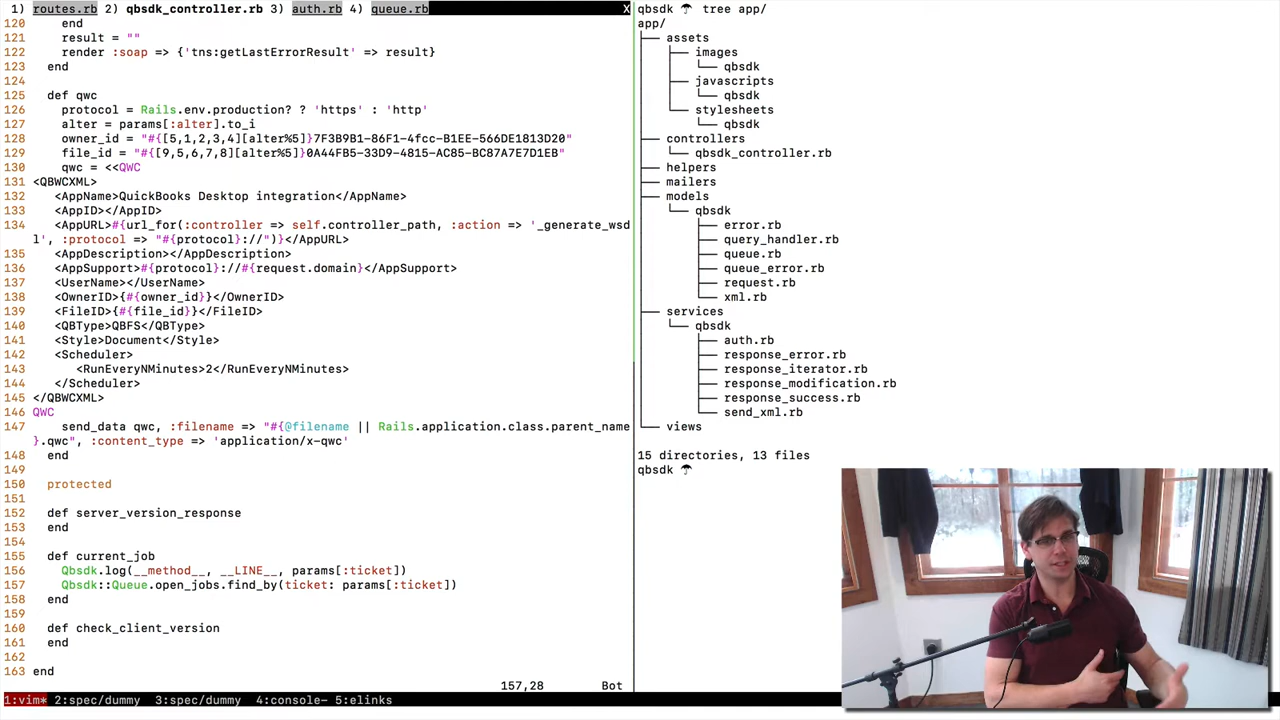 1) routes.rb 2) qbsdk_controller.rb 3) auth.rb 4) queue.rb X
120     end
121     result = ""
122     render :soap => {'tns:getLastErrorResult' => result}
123   end
124
125   def qwc
126     protocol = Rails.env.production? ? 'https' : 'http'
127     alter = params[:alter].to_i
128     owner_id = "#{[5,1,2,3,4][alter%5]}7F3B9B1-86F1-4fcc-B1EE-566DE1813D20"
129     file_id = "#{[9,5,6,7,8][alter%5]}0A44FB5-33D9-4815-AC85-BC87A7E7D1EB"
130     qwc = <<QWC
131 <QBWCXML>
132    <AppName>QuickBooks Desktop integration</AppName>
133    <AppID></AppID>
134    <AppURL>#{url_for(:controller => self.controller_path, :action => '_generate_wsd
l', :protocol => "#{protocol}://")}</AppURL>
135    <AppDescription></AppDescription>
136    <AppSupport>#{protocol}://#{request.domain}</AppSupport>
137    <UserName></UserName>
138    <OwnerID>{#{owner_id}}</OwnerID>
139    <FileID>{#{file_id}}</FileID>
140    <QBType>QBFS</QBType>
141    <Style>Document</Style>
142    <Scheduler>
143       <RunEveryNMinutes>2</RunEveryNMinutes>
144    </Scheduler>
145 </QBWCXML>
146 QWC
147     send_data qwc, :filename => "#{@filename || Rails.application.class.parent_name
}.qwc", :content_type => 'application/x-qwc'
148   end
149
150   protected
151
152   def server_version_response
153   end
154
155   def current_job
156     Qbsdk.log(__method__, __LINE__, params[:ticket])
157     Qbsdk::Queue.open_jobs.find_by(ticket: params[:ticket])
158   end
159
160   def check_client_version
161   end
162
163 end
157,28 Bot
qbsdk ☂ tree app/
app/
├── assets
│   ├── images
│   │   └── qbsdk
│   ├── javascripts
│   │   └── qbsdk
│   └── stylesheets
│       └── qbsdk
├── controllers
│   └── qbsdk_controller.rb
├── helpers
├── mailers
├── models
│   └── qbsdk
│       ├── error.rb
│       ├── query_handler.rb
│       ├── queue.rb
│       ├── queue_error.rb
│       ├── request.rb
│       └── xml.rb
├── services
│   └── qbsdk
│       ├── auth.rb
│       ├── response_error.rb
│       ├── response_iterator.rb
│       ├── response_modification.rb
│       ├── response_success.rb
│       └── send_xml.rb
└── views

15 directories, 13 files
qbsdk ☂
1:vim* 2:spec/dummy 3:spec/dummy 4:console- 5:elinks